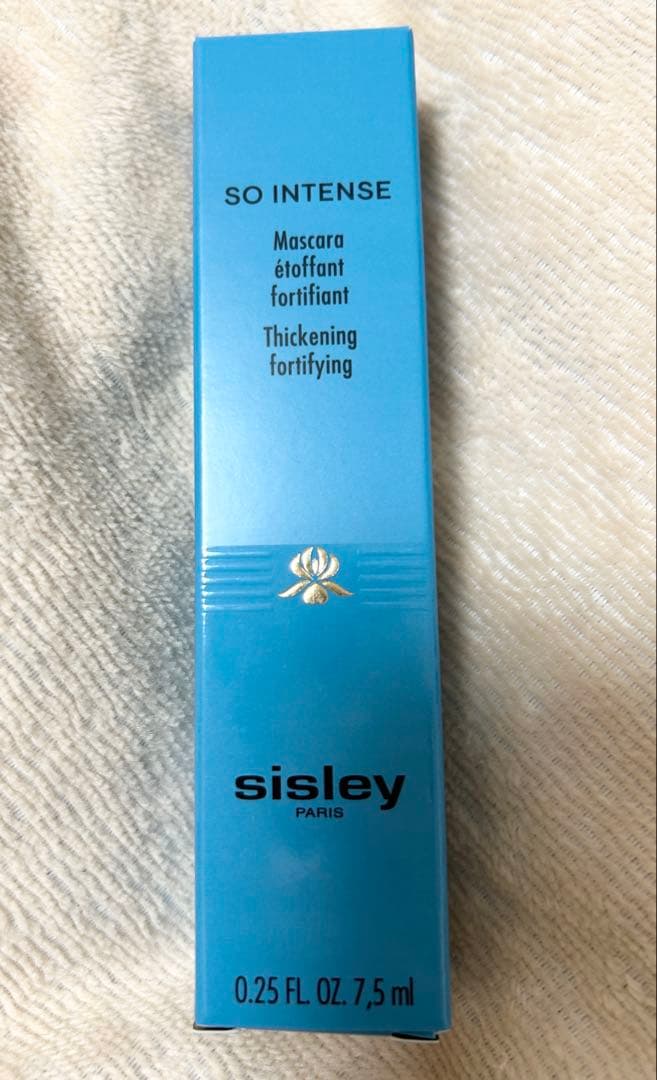 SO INTENSE
Mascara
étoffant
fortifiant
Thickening
fortifying
sisley
PARIS
0.25 FL. OZ. 7,5 ml